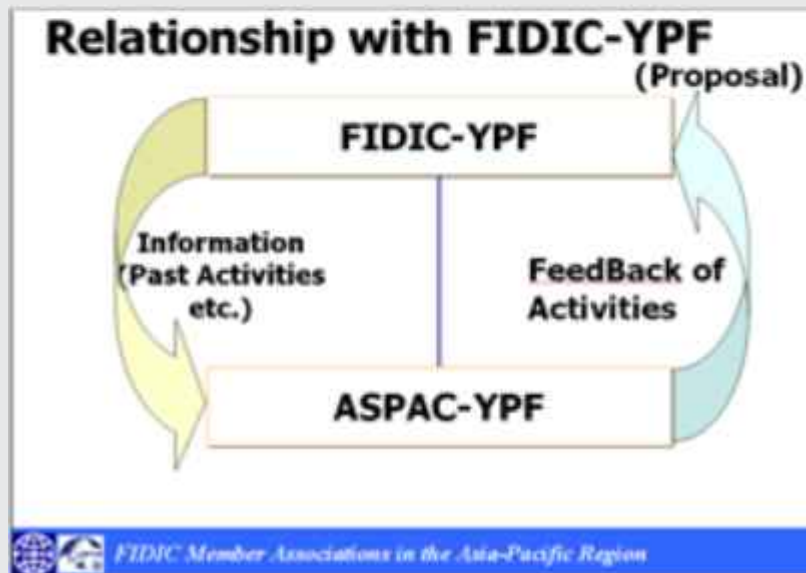 Relationship with FIDIC-YPF
(Proposal)
FIDIC-YPF
Information
(Past Activities
etc.)
FeedBack of
Activities
ASPAC-YPF
FIDIC Member Associations in the Asia-Pacific Region